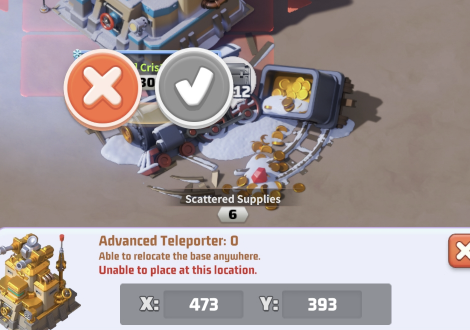 30
12
Scattered Supplies
6
Advanced Teleporter: 0
Able to relocate the base anywhere.
Unable to place at this location.
X: 473 Y: 393